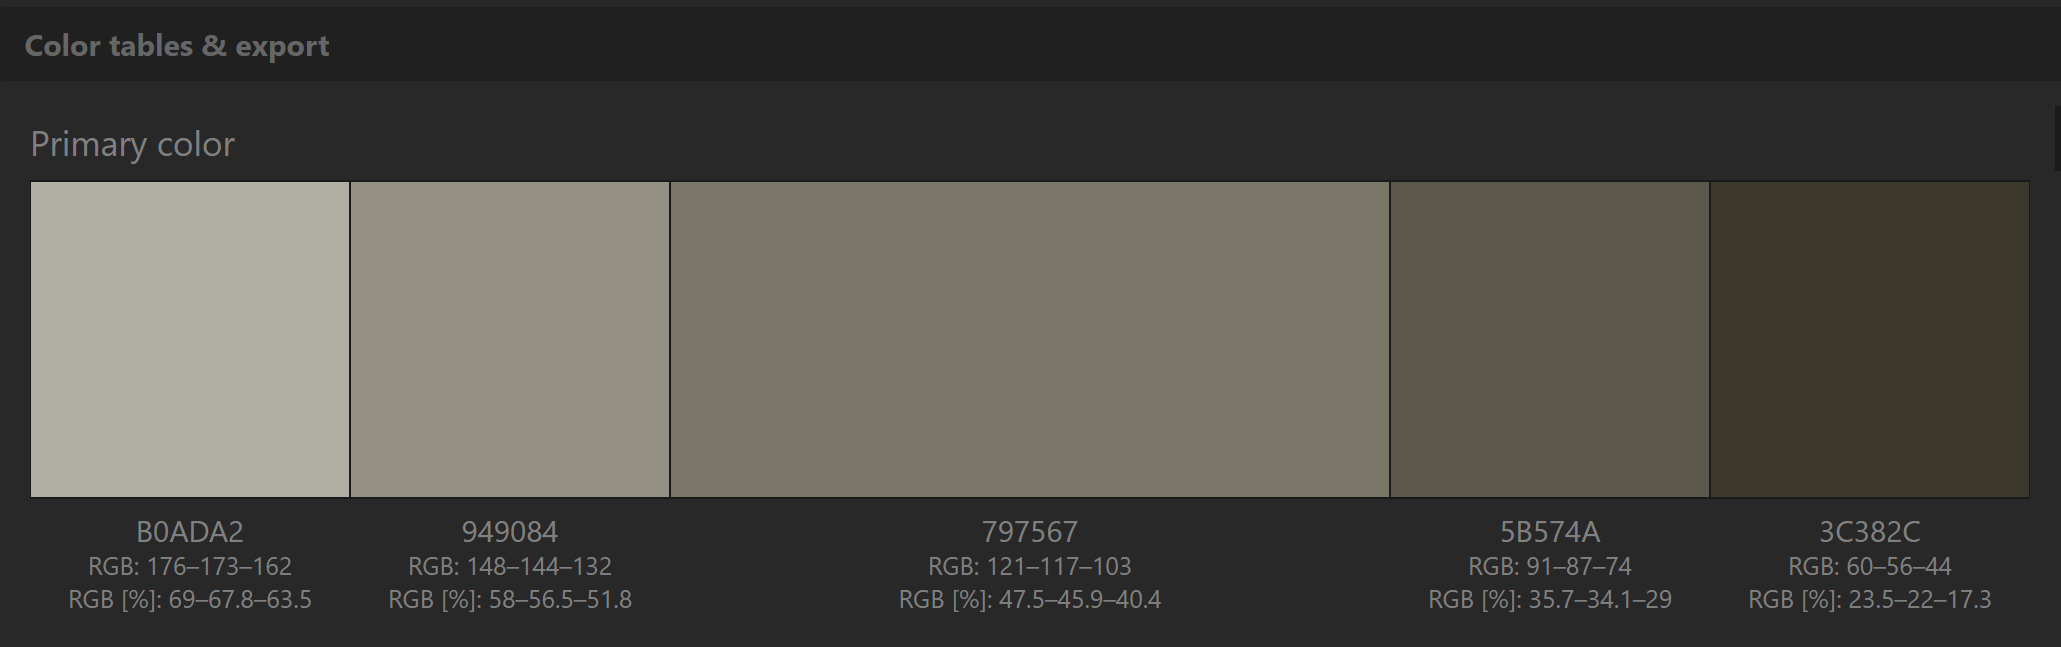 Color tables & export
Primary color
B0ADA2
RGB: 176–173–162
RGB [%]: 69–67.8–63.5
949084
RGB: 148–144–132
RGB [%]: 58–56.5–51.8
797567
RGB: 121–117–103
RGB [%]: 47.5–45.9–40.4
5B574A
RGB: 91–87–74
RGB [%]: 35.7–34.1–29
3C382C
RGB: 60–56–44
RGB [%]: 23.5–22–17.3